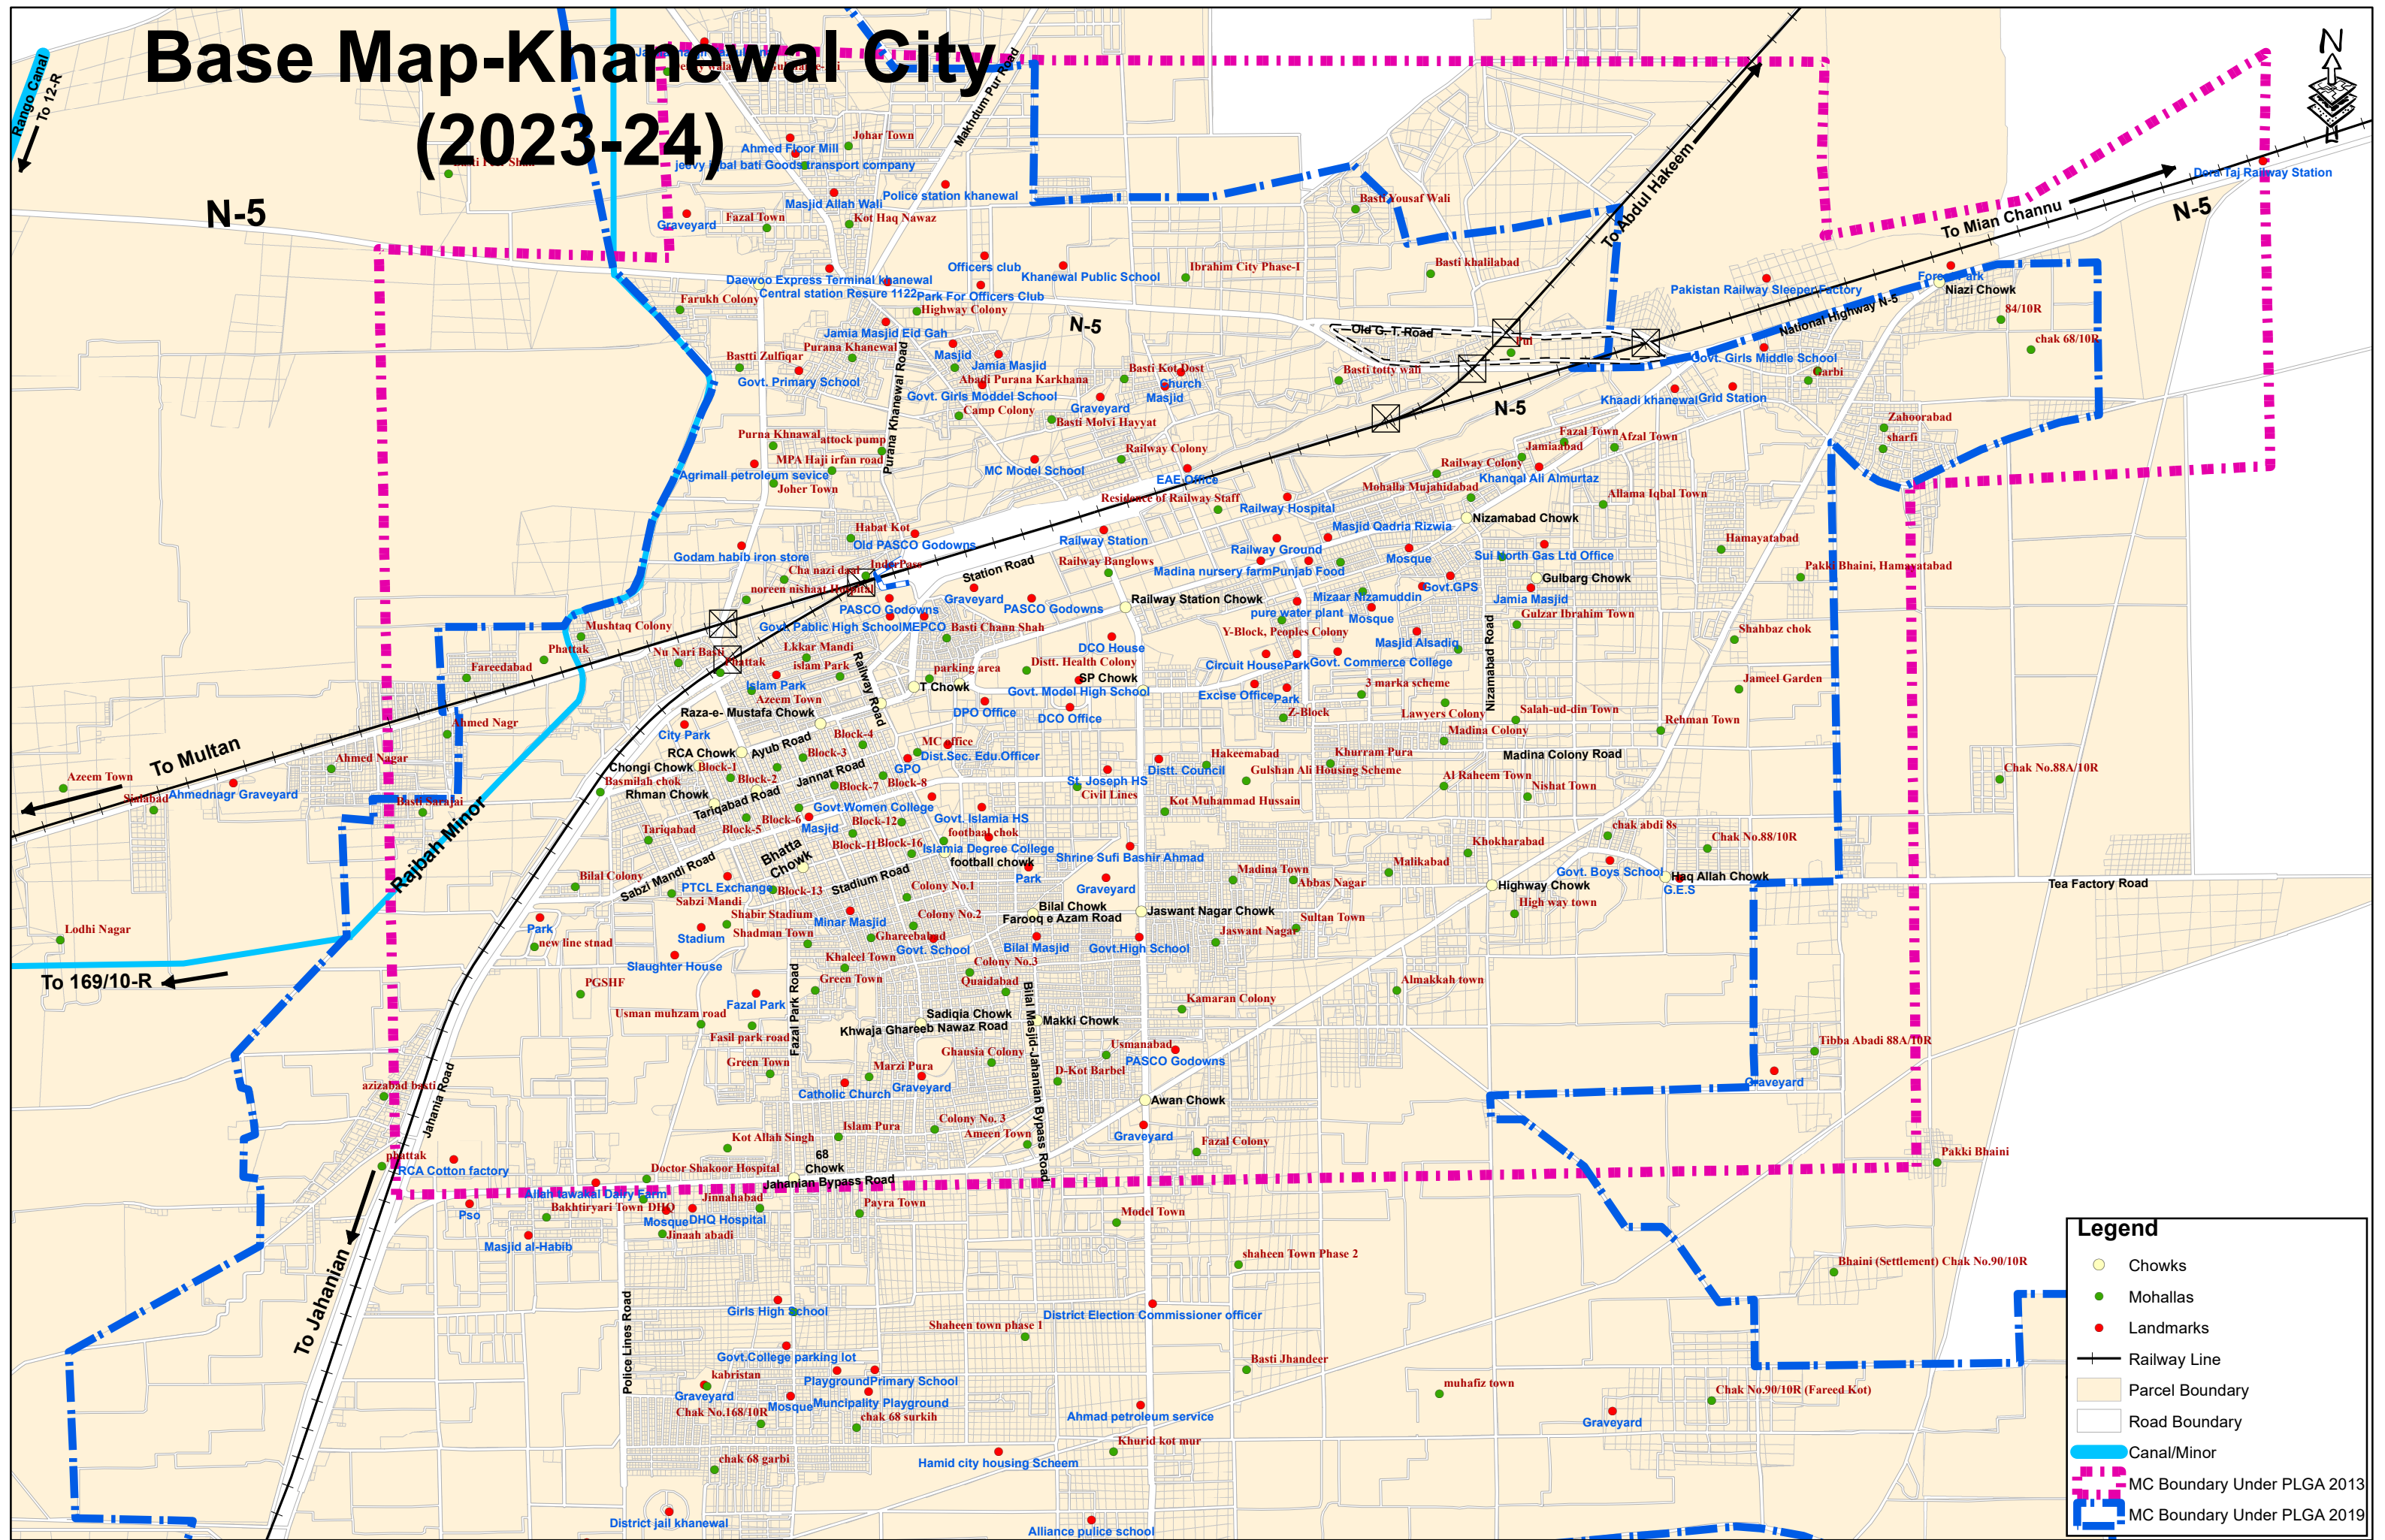 Base Map-Khanewal City
(2023-24)
N
Rango Canal
To 12-R
Makhdum Pur Road
Johar Town
Ahmed Floor Mill
jeevy iqbal bati Goods transport company
Police station khanewal
Masjid Allah Wali
Graveyard
Fazal Town
Kot Haq Nawaz
N-5
Basti Yousaf Wali
To Abdul Hakeem
Dera Taj Railway Station
To Mian Channu
N-5
Officers club
Khanewal Public School
Ibrahim City Phase-I
Basti khalilabad
Daewoo Express Terminal khanewal
Central station Resure 1122
Park For Officers Club
Pakistan Railway Sleeper Factory
Forest Park
Niazi Chowk
Farukh Colony
Highway Colony
84/10R
National Highway N-5
Jamia Masjid Eid Gah
N-5
Old G. T. Road
Pul
chak 68/10R
Purana Khanewal
Purana Khanewal Road
Bastti Zulfiqar
Masjid
Jamia Masjid
Govt. Girls Middle School
Govt. Primary School
Abadi Purana Karkhana
Basti Kot Dost
Church
Basti totty wali
Garbi
Govt. Girls Moddel School
Masjid
Khaadi khanewal
Grid Station
Camp Colony
Graveyard
N-5
Basti Molvi Hayyat
Zahoorabad
Purna Khnawal
attock pump
sharfi
Fazal Town
Afzal Town
MPA Haji irfan road
Railway Colony
Jamiaabad
Agrimall petroleum sevice
MC Model School
Railway Colony
Khanqal Ali Almurtaz
Joher Town
EAE Office
Mohalla Mujahidabad
Residence of Railway Staff
Allama Iqbal Town
Railway Hospital
Habat Kot
Masjid Qadria Rizwia
Nizamabad Chowk
Old PASCO Godowns
Railway Station
Hamayatabad
Godam habib iron store
Railway Ground
Mosque
Sui North Gas Ltd Office
InderPass
Station Road
Railway Banglows
Cha nazi daal
Madina nursery farm
Punjab Food
Pakki Bhaini, Hamayatabad
Gulbarg Chowk
noreen nishaat Hospital
Graveyard
PASCO Godowns
Govt.GPS
Mizaar Nizamuddin
Jamia Masjid
PASCO Godowns
Railway Station Chowk
pure water plant
Mosque
Gulzar Ibrahim Town
Mushtaq Colony
Govt. Pablic High School
MEPCO
Basti Chann Shah
Y-Block, Peoples Colony
Masjid Alsadiq
Shahbaz chok
Phattak
Nu Nari Basti
Lkkar Mandi
DCO House
Nizamabad Road
Fareedabad
Phattak
islam Park
parking area
Distt. Health Colony
Circuit House
Park
Govt. Commerce College
Islam Park
T Chowk
SP Chowk
3 marka scheme
Jameel Garden
Azeem Town
Railway Road
Govt. Model High School
Excise Office
Park
Raza-e- Mustafa Chowk
DPO Office
DCO Office
Z-Block
Lawyers Colony
Salah-ud-din Town
Ahmed Nagr
City Park
Rehman Town
Block-4
MC office
Madina Colony
To Multan
RCA Chowk
Ayub Road
Block-3
Dist.Sec. Edu.Officer
Hakeemabad
Khurram Pura
Madina Colony Road
Ahmed Nagar
Chongi Chowk
Block-1
GPO
Distt. Council
Azeem Town
Block-2
Jannat Road
Gulshan Ali Housing Scheme
Al Raheem Town
Chak No.88A/10R
Basmilah chok
Block-7
Block-8
St. Joseph HS
Nishat Town
Ahmednagr Graveyard
Rhman Chowk
Civil Lines
Sialabad
Basti Sarajai
Tariqabad Road
Govt.Women College
Kot Muhammad Hussain
Block-6
Block-12
Govt. Islamia HS
Tariqabad
Block-5
Masjid
footbaal chok
chak abdi 8s
Chak No.88/10R
Rajbah Minor
Bhatta
Chowk
Block-11
Block-16
Islamia Degree College
Khokharabad
football chowk
Shrine Sufi Bashir Ahmad
Malikabad
Sabzi Mandi Road
Stadium Road
Park
Madina Town
Govt. Boys School
Haq Allah Chowk
Bilal Colony
PTCL Exchange
Block-13
Colony No.1
Graveyard
Abbas Nagar
Highway Chowk
G.E.S
Tea Factory Road
Sabzi Mandi
Bilal Chowk
Shabir Stadium
Minar Masjid
Colony No.2
Farooq e Azam Road
Jaswant Nagar Chowk
Sultan Town
High way town
Park
Lodhi Nagar
Stadium
Shadman Town
Ghareebabad
Jaswant Nagar
new line stnad
Govt. School
Bilal Masjid
Govt.High School
Slaughter House
Khaleel Town
Colony No.3
To 169/10-R
PGSHF
Green Town
Quaidabad
Almakkah town
Fazal Park
Kamaran Colony
Usman muhzam road
Fazal Park Road
Sadiqia Chowk
Makki Chowk
Khwaja Ghareeb Nawaz Road
Fasil park road
Bilal Masjid-Jahanian Bypass Road
Ghausia Colony
Usmanabad
Tibba Abadi 88A/10R
Green Town
Marzi Pura
PASCO Godowns
azizabad basti
Jahania Road
Catholic Church
Graveyard
D-Kot Barbel
Graveyard
Awan Chowk
Colony No, 3
Islam Pura
Ameen Town
Graveyard
Kot Allah Singh
Fazal Colony
68
Chowk
phattak
RCA Cotton factory
Doctor Shakoor Hospital
Jahanian Bypass Road
Pakki Bhaini
Allah tawakal Dairy Farm
Jinnahabad
Bakhtiryari Town
DHQ
Payra Town
Pso
Mosque
DHQ Hospital
Model Town
Masjid al-Habib
Jinaah abadi
shaheen Town Phase 2
To Jahanian
Bhaini (Settlement) Chak No.90/10R
Police Lines Road
Girls High School
District Election Commissioner officer
Shaheen town phase 1
Govt.College parking lot
Basti Jhandeer
kabristan
Playground
Primary School
muhafiz town
Graveyard
Mosque
Muncipality Playground
Chak No.90/10R (Fareed Kot)
Chak No.168/10R
chak 68 surkih
Ahmad petroleum service
Graveyard
Khurid kot mur
chak 68 garbi
Hamid city housing Scheem
District jail khanewal
Alliance pulice school
Legend
Chowks
Mohallas
Landmarks
Railway Line
Parcel Boundary
Road Boundary
Canal/Minor
MC Boundary Under PLGA 2013
MC Boundary Under PLGA 2019